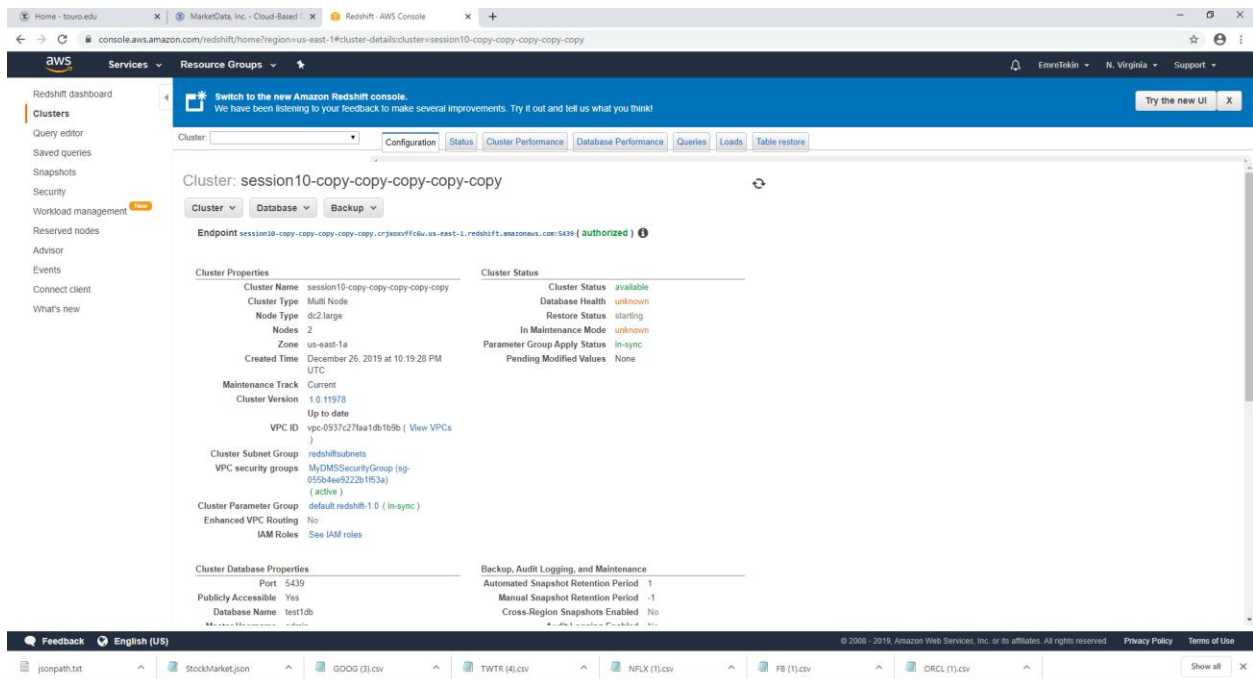 Home - touro.edu
MarketData, Inc. - Cloud-Based
Redshift - AWS Console
console.aws.amazon.com/redshift/home?region=us-east-1#cluster-details:cluster=session10-copy-copy-copy-copy-copy
aws Services Resource Groups EmreTekin N. Virginia Support
Redshift dashboard
Clusters
Query editor
Saved queries
Snapshots
Security
Workload management New
Reserved nodes
Advisor
Events
Connect client
What's new
Switch to the new Amazon Redshift console.
We have been listening to your feedback to make several improvements. Try it out and tell us what you think!
Try the new UI X
Cluster: Configuration Status Cluster Performance Database Performance Queries Loads Table restore
Cluster: session10-copy-copy-copy-copy-copy
Cluster Database Backup
Endpoint session10-copy-copy-copy-copy-copy.crjxoxvffc6w.us-east-1.redshift.amazonaws.com:5439 ( authorized )
Cluster Properties
Cluster Name session10-copy-copy-copy-copy-copy
Cluster Type Multi Node
Node Type dc2.large
Nodes 2
Zone us-east-1a
Created Time December 26, 2019 at 10:19:28 PM
UTC
Maintenance Track Current
Cluster Version 1.0.11978
Up to date
VPC ID vpc-0937c27faa1db1b9b ( View VPCs
)
Cluster Subnet Group redshiftsubnets
VPC security groups MyDMSSecurityGroup (sg-
055b4ee9222b1f53a)
( active )
Cluster Parameter Group default.redshift-1.0 ( in-sync )
Enhanced VPC Routing No
IAM Roles See IAM roles
Cluster Status
Cluster Status available
Database Health unknown
Restore Status starting
In Maintenance Mode unknown
Parameter Group Apply Status in-sync
Pending Modified Values None
Cluster Database Properties
Port 5439
Publicly Accessible Yes
Database Name test1db
Backup, Audit Logging, and Maintenance
Automated Snapshot Retention Period 1
Manual Snapshot Retention Period -1
Cross-Region Snapshots Enabled No
Feedback English (US)
© 2008 - 2019, Amazon Web Services, Inc. or its affiliates. All rights reserved. Privacy Policy Terms of Use
jsonpath.txt
StockMarket.json
GOOG (3).csv
TWTR (4).csv
NFLX (1).csv
FB (1).csv
ORCL (1).csv
Show all